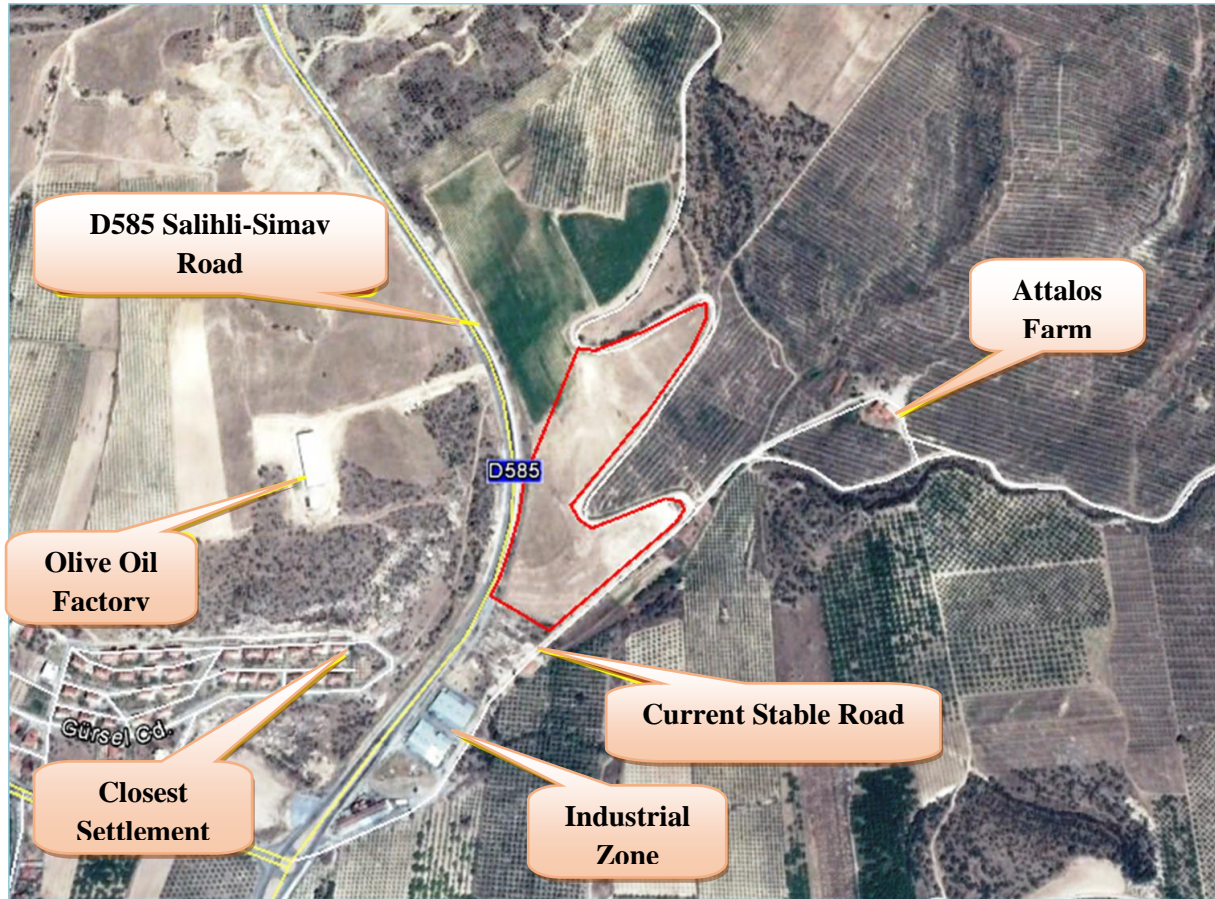 D585 Salihli-Simav
Road
Attalos
Farm
D585
Olive Oil
Factory
Current Stable Road
Gürsel Cd.
Closest
Settlement
Industrial
Zone